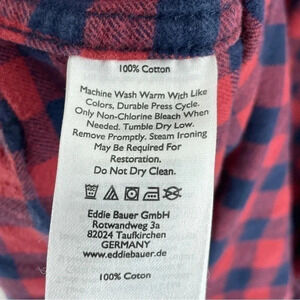 100% Cotton
Machine Wash Warm With Like
Colors, Durable Press Cycle.
Only Non-Chlorine Bleach When
Needed. Tumble Dry Low.
Remove Promptly. Steam Ironing
May Be Required For
Restoration.
Do Not Dry Clean.
Eddie Bauer GmbH
Rotwandweg 3a
82024 Taufkirchen
GERMANY
www.eddiebauer.de
100% Cotton